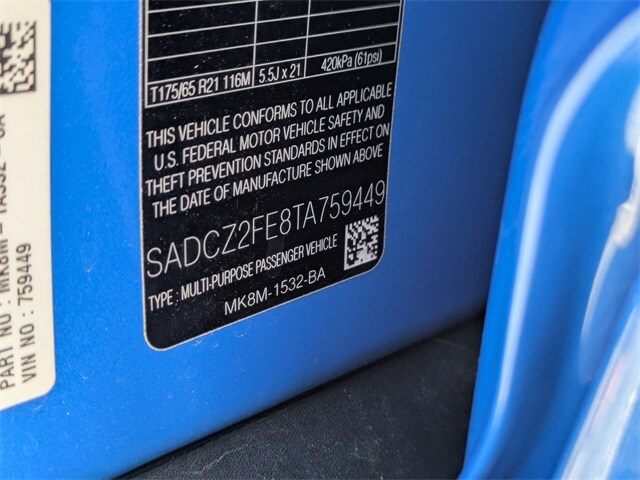 T175/65 R21 116M 5.5J x 21 420kPa (61psi)
THIS VEHICLE CONFORMS TO ALL APPLICABLE
U.S. FEDERAL MOTOR VEHICLE SAFETY AND
THEFT PREVENTION STANDARDS IN EFFECT ON
THE DATE OF MANUFACTURE SHOWN ABOVE
SADCZ2FE8TA759449
TYPE : MULTI-PURPOSE PASSENGER VEHICLE
MK8M-1532-BA
PART NO : MK8M
VIN NO : 759449